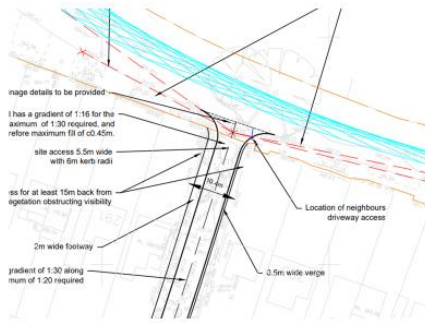 nage details to be provided
l has a gradient of 1:16 for the
aximum of 1:30 required, and
refore maximum fill of c0.45m.
site access 5.5m wide
with 6m kerb radii
ss for at least 15m back from
egetation obstructing visibility
Location of neighbours
driveway access
2m wide footway
0.5m wide verge
gradient of 1:30 along
mum of 1:20 required